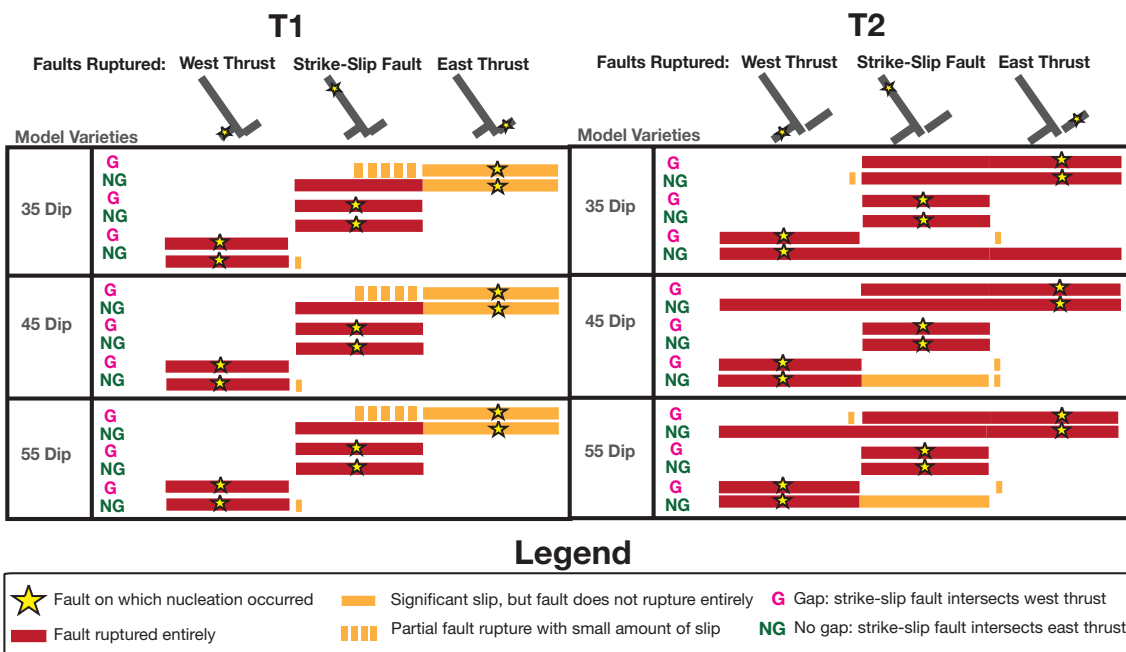 T1
T2
Faults Ruptured: West Thrust Strike-Slip Fault East Thrust
Faults Ruptured: West Thrust Strike-Slip Fault East Thrust
Model Varieties
Model Varieties
35 Dip
G
NG
G
NG
G
NG
35 Dip
G
NG
G
NG
G
NG
45 Dip
G
NG
G
NG
G
NG
45 Dip
G
NG
G
NG
G
NG
55 Dip
G
NG
G
NG
G
NG
55 Dip
G
NG
G
NG
G
NG
Legend
Fault on which nucleation occurred
Significant slip, but fault does not rupture entirely
G Gap: strike-slip fault intersects west thrust
Fault ruptured entirely
Partial fault rupture with small amount of slip
NG No gap: strike-slip fault intersects east thrust